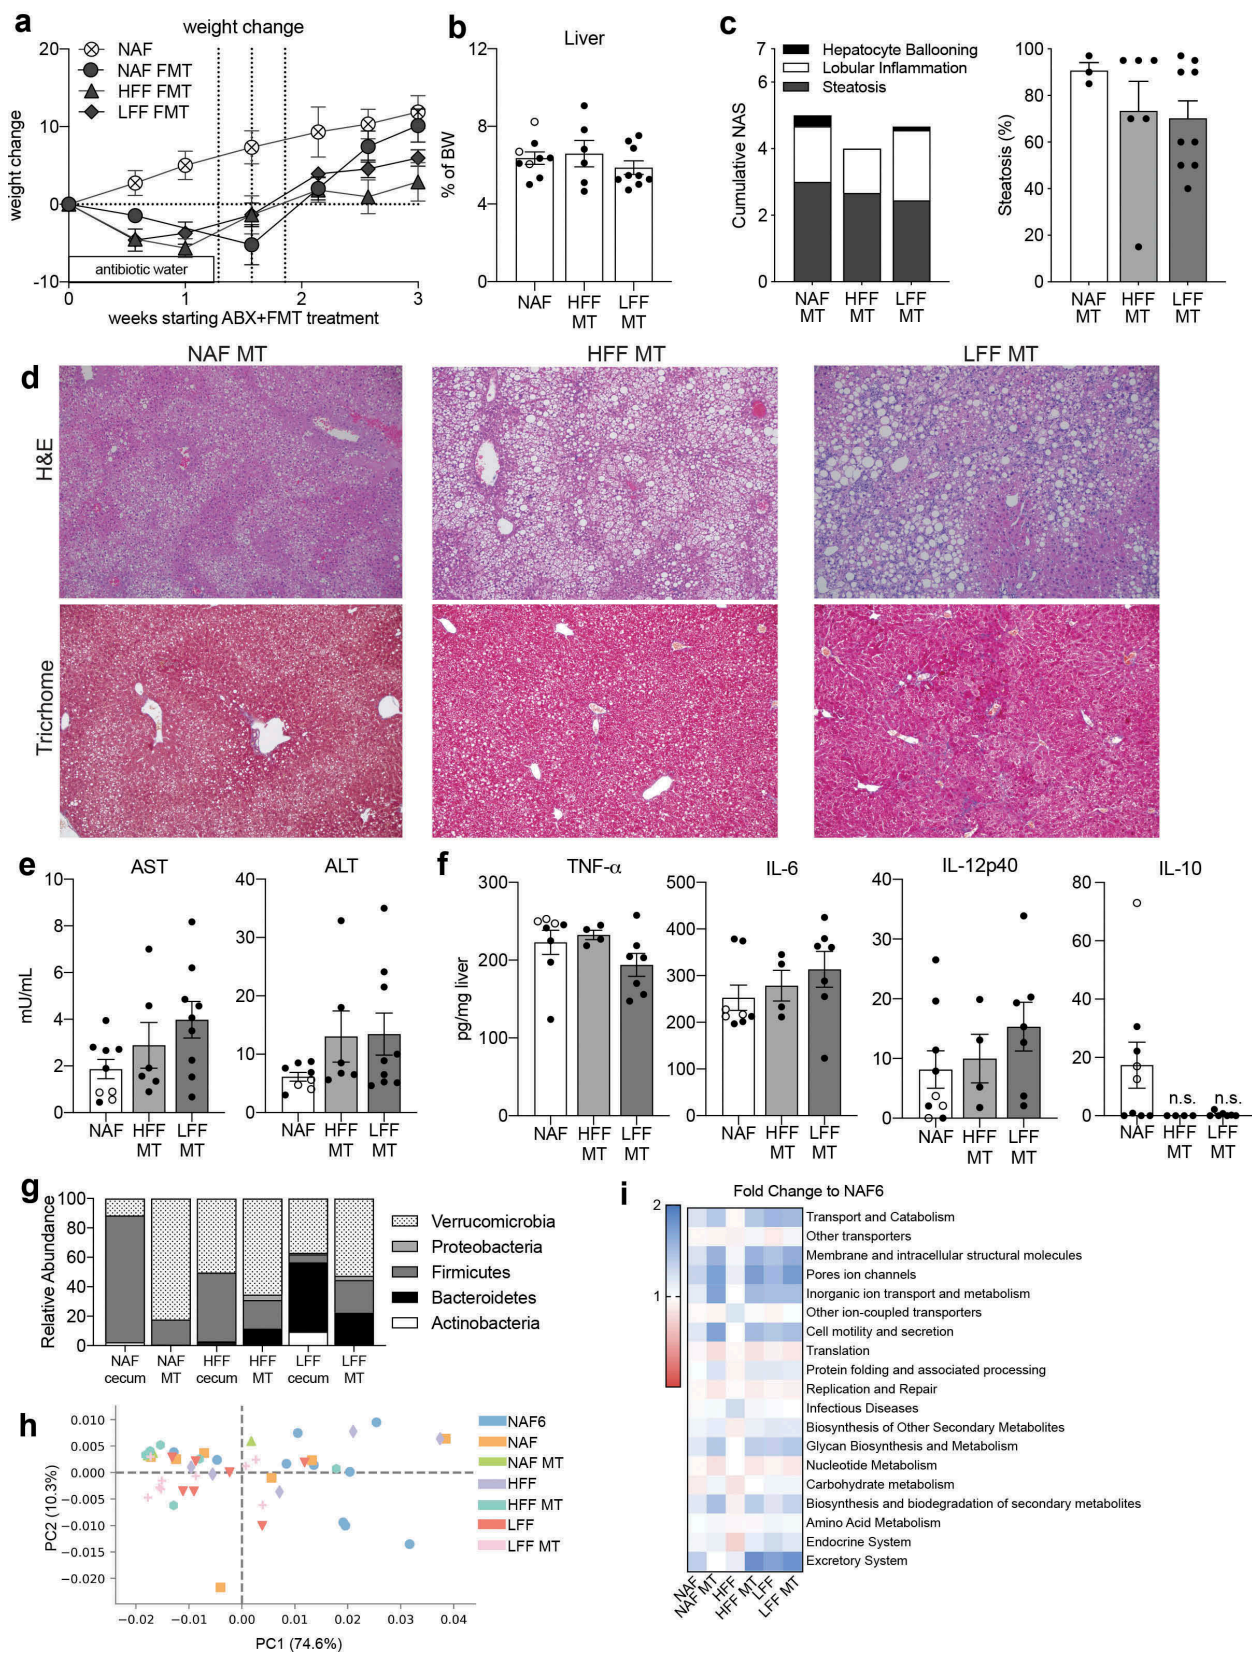 a
weight change
NAF
NAF FMT
HFF FMT
LFF FMT
weight change
20
10
0
-10
antibiotic water
0 1 2 3
weeks starting ABX+FMT treatment
b
Liver
% of BW
12
8
4
0
NAF HFF MT LFF MT
c
Hepatocyte Ballooning
Lobular Inflammation
Steatosis
Cumulative NAS
7
6
4
2
0
NAF MT HFF MT LFF MT
Steatosis (%)
100
80
60
40
20
0
NAF MT HFF MT LFF MT
d
NAF MT HFF MT LFF MT
H&E
Tricrhome
e
AST
mU/mL
10
8
6
4
2
0
NAF HFF MT LFF MT
ALT
40
30
20
10
0
NAF HFF MT LFF MT
f
TNF-α
pg/mg liver
300
200
100
0
NAF HFF MT LFF MT
IL-6
500
400
300
200
100
0
NAF HFF MT LFF MT
IL-12p40
40
30
20
10
0
NAF HFF MT LFF MT
IL-10
80
60
40
20
0
n.s. n.s.
NAF HFF MT LFF MT
g
Relative Abundance
100
80
60
40
20
0
NAF cecum NAF MT HFF cecum HFF MT LFF cecum LFF MT
Verrucomicrobia
Proteobacteria
Firmicutes
Bacteroidetes
Actinobacteria
h
PC2 (10.3%)
0.010
0.005
0.000
−0.005
−0.010
−0.015
−0.020
−0.02 −0.01 0.00 0.01 0.02 0.03 0.04
PC1 (74.6%)
NAF6
NAF
NAF MT
HFF
HFF MT
LFF
LFF MT
i
Fold Change to NAF6
2
1
Transport and Catabolism
Other transporters
Membrane and intracellular structural molecules
Pores ion channels
Inorganic ion transport and metabolism
Other ion-coupled transporters
Cell motility and secretion
Translation
Protein folding and associated processing
Replication and Repair
Infectious Diseases
Biosynthesis of Other Secondary Metabolites
Glycan Biosynthesis and Metabolism
Nucleotide Metabolism
Carbohydrate metabolism
Biosynthesis and biodegradation of secondary metabolites
Amino Acid Metabolism
Endocrine System
Excretory System
NAF NAF MT HFF HFF MT LFF LFF MT